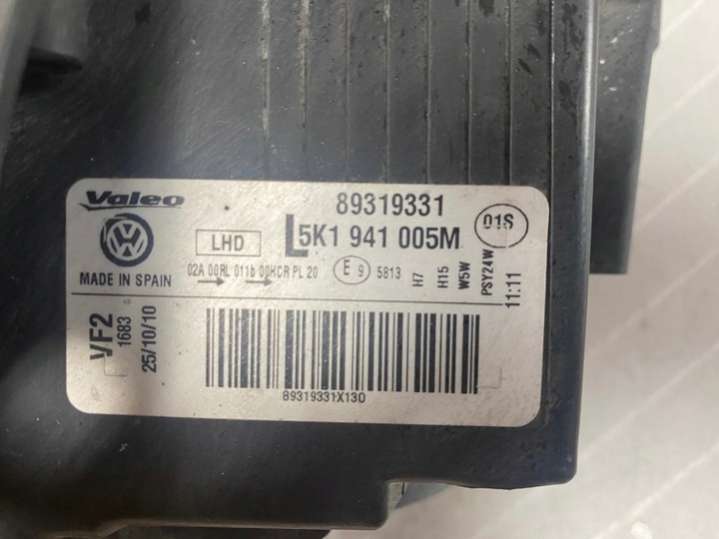 Valeo
89319331
LHD
L 5K1 941 005M
01S
MADE IN SPAIN
02A 00RL 011b 00HCR PL 20
E 9 5813
H7
H15
W5W
PSY24W
11:11
VF2
1683
25/10/10
89319331X130